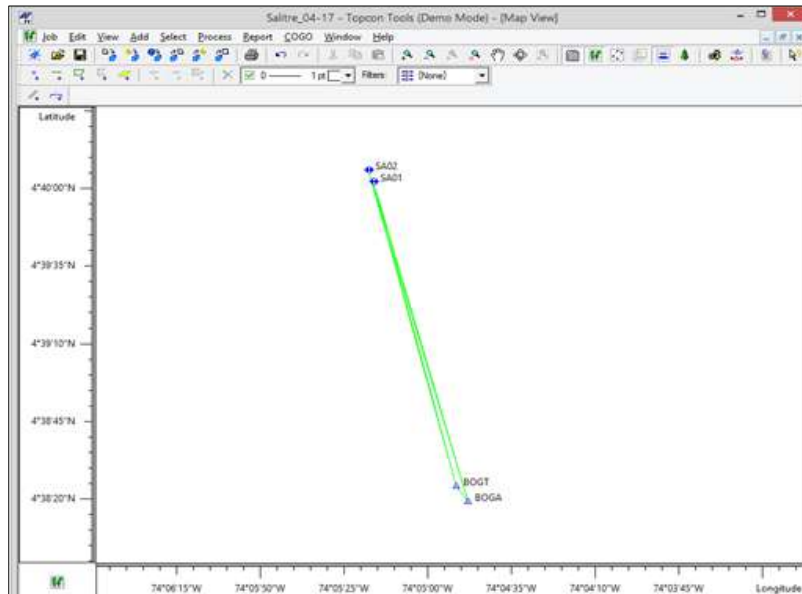 Salitre_04-17 - Topcon Tools (Demo Mode) - [Map View]
Job Edit View Add Select Process Report COGO Window Help
0 1 pt Filters: (None)
Latitude
SA02
SA01
4°40'00"N
4°39'35"N
4°39'10"N
4°38'45"N
BOGT
4°38'20"N
BOGA
74°06'15"W 74°05'50"W 74°05'25"W 74°05'00"W 74°04'35"W 74°04'10"W 74°03'45"W Longitude